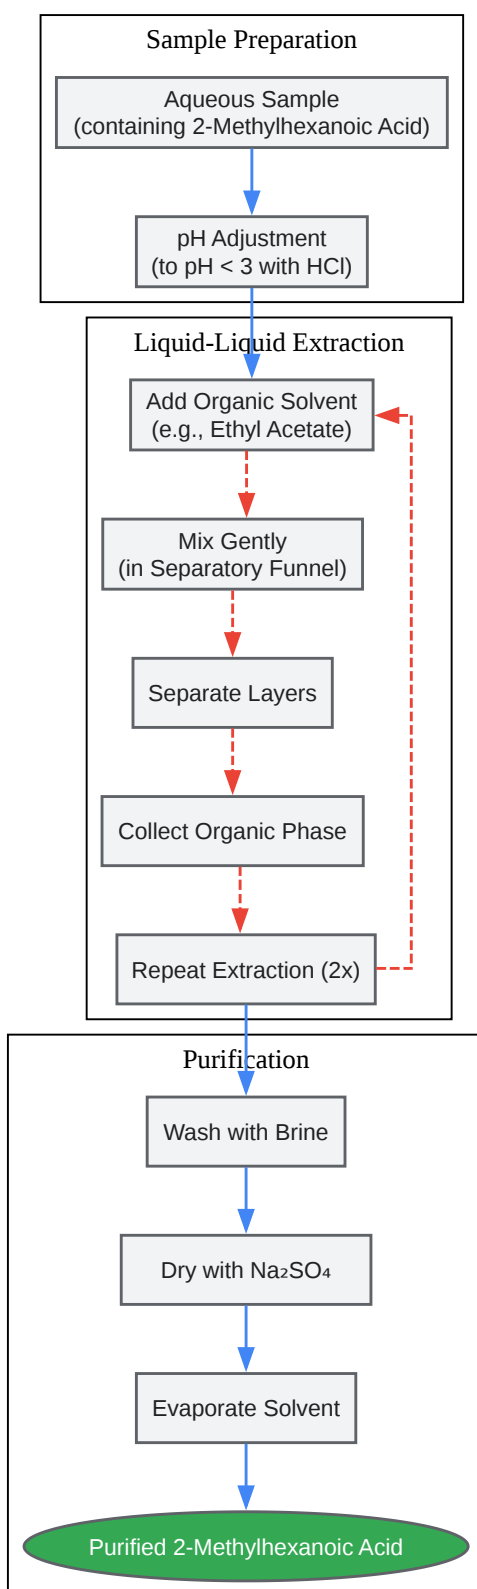 Sample Preparation
Aqueous Sample
(containing 2-Methylhexanoic Acid)
pH Adjustment
(to pH < 3 with HCl)
Liquid-Liquid Extraction
Add Organic Solvent
(e.g., Ethyl Acetate)
Mix Gently
(in Separatory Funnel)
Separate Layers
Collect Organic Phase
Repeat Extraction (2x)
Purification
Wash with Brine
Dry with Na₂SO₄
Evaporate Solvent
Purified 2-Methylhexanoic Acid